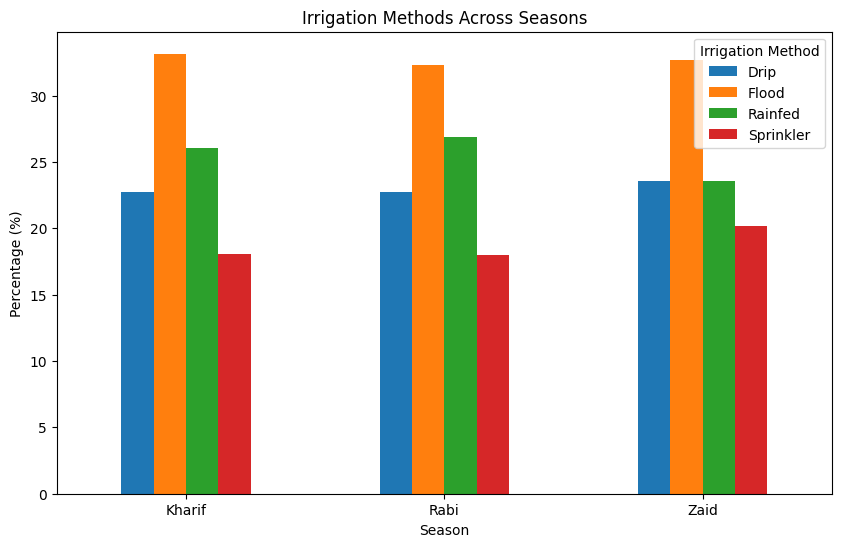 Irrigation Methods Across Seasons
Irrigation Method
Drip
Flood
Rainfed
Sprinkler
Percentage (%)
30
25
20
15
10
5
0
Kharif Rabi Zaid
Season